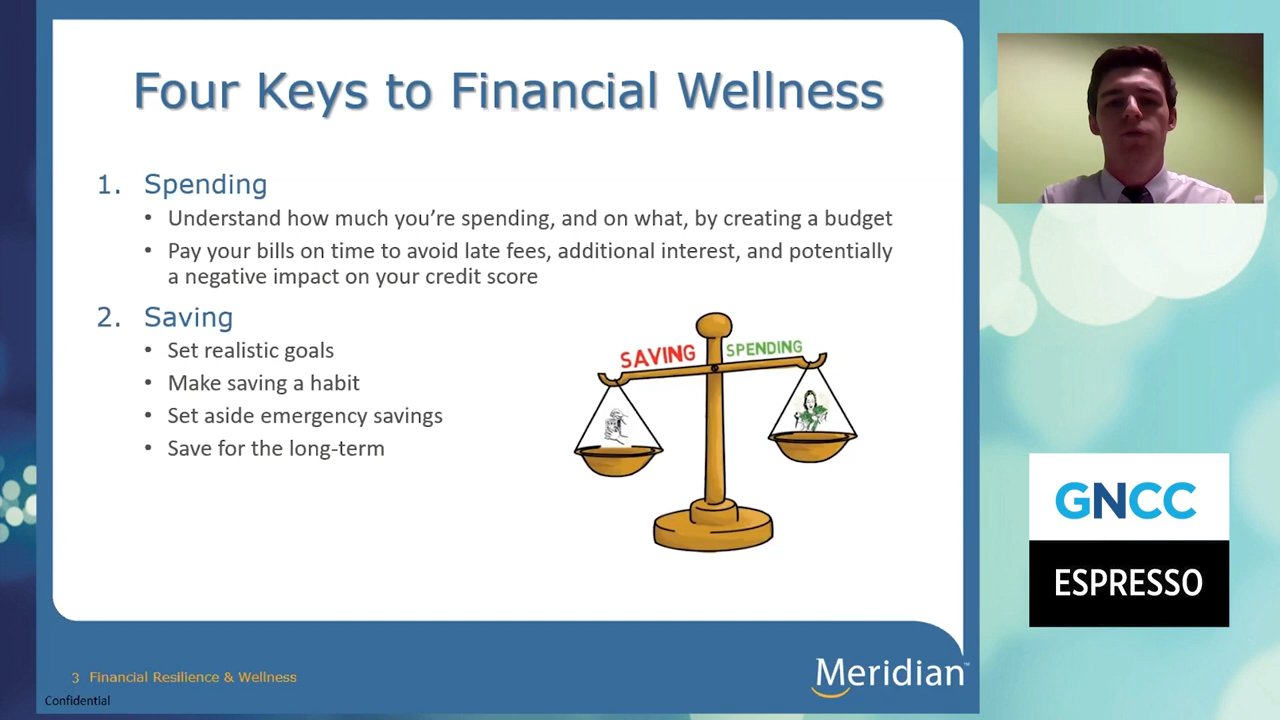 Four Keys to Financial Wellness
1. Spending
• Understand how much you’re spending, and on what, by creating a budget
• Pay your bills on time to avoid late fees, additional interest, and potentially
a negative impact on your credit score
2. Saving
• Set realistic goals
• Make saving a habit
• Set aside emergency savings
• Save for the long-term
SAVING
SPENDING
3 Financial Resilience & Wellness
Confidential
Meridian™
GNCC
ESPRESSO